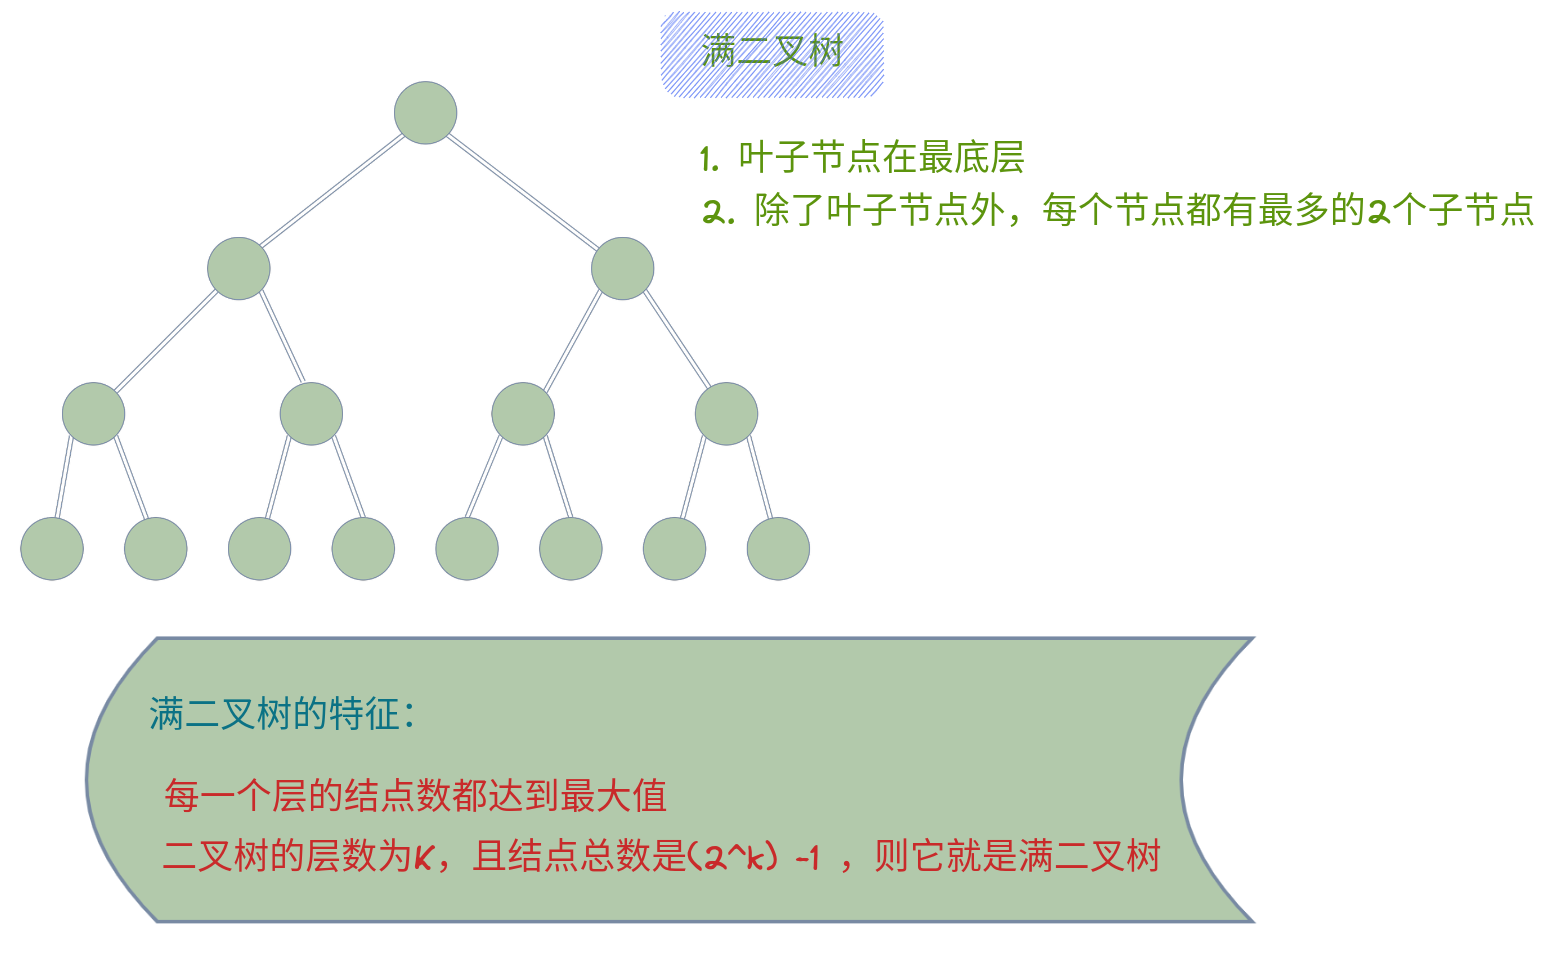 满二叉树
1. 叶子节点在最底层
2. 除了叶子节点外，每个节点都有最多的2个子节点
满二叉树的特征：
每一个层的结点数都达到最大值
二叉树的层数为K，且结点总数是(2^k) -1 ，则它就是满二叉树